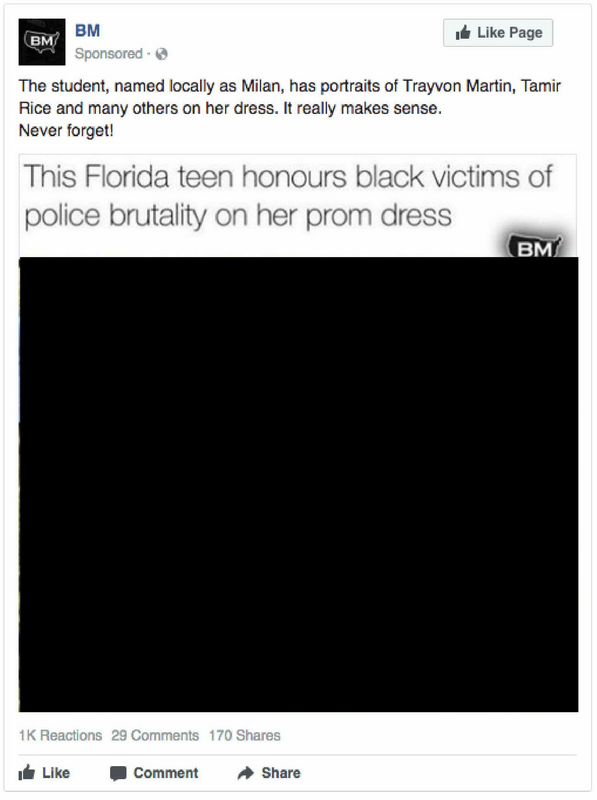 BM
BM
Sponsored ·
Like Page
The student, named locally as Milan, has portraits of Trayvon Martin, Tamir
Rice and many others on her dress. It really makes sense.
Never forget!
This Florida teen honours black victims of
police brutality on her prom dress
BM
1K Reactions 29 Comments 170 Shares
Like Comment Share